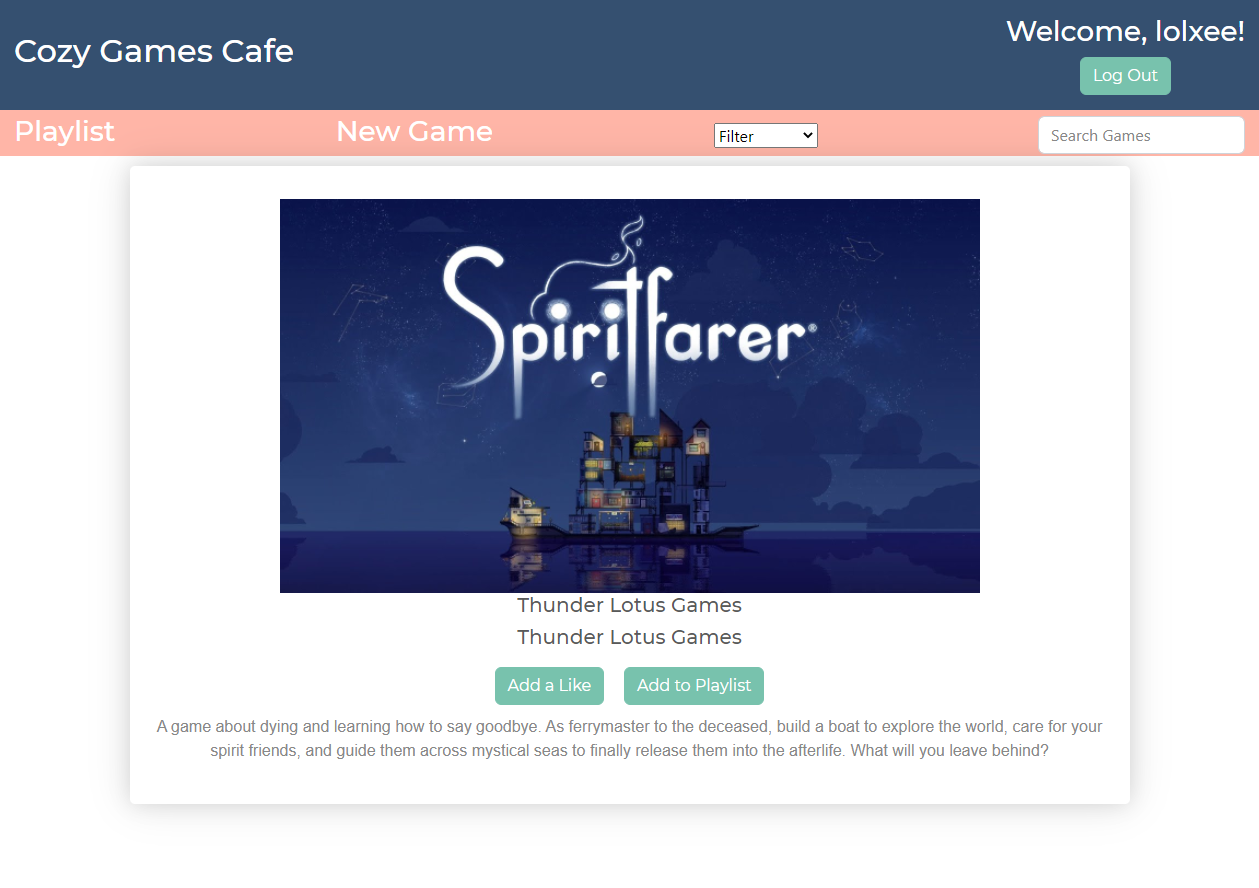 Cozy Games Cafe
Welcome, lolxee!
Log Out
Playlist
New Game
Filter
Search Games
Spiritfarer®
Thunder Lotus Games
Thunder Lotus Games
Add a Like
Add to Playlist
A game about dying and learning how to say goodbye. As ferrymaster to the deceased, build a boat to explore the world, care for your
spirit friends, and guide them across mystical seas to finally release them into the afterlife. What will you leave behind?